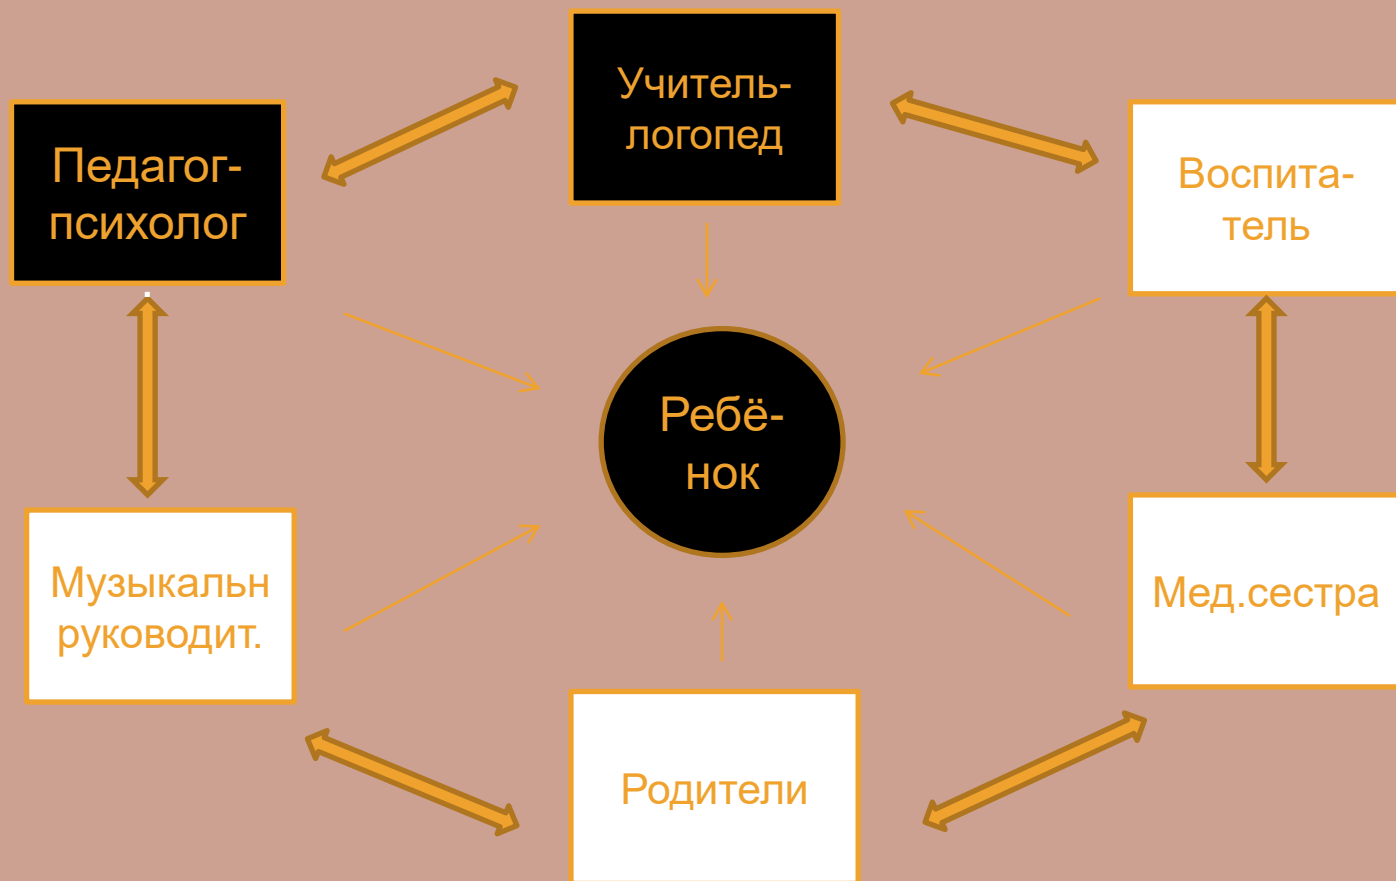 Учитель-
логопед
Педагог-
психолог
Воспита-
тель
Ребё-
нок
Музыкальн
руководит.
Мед.сестра
Родители